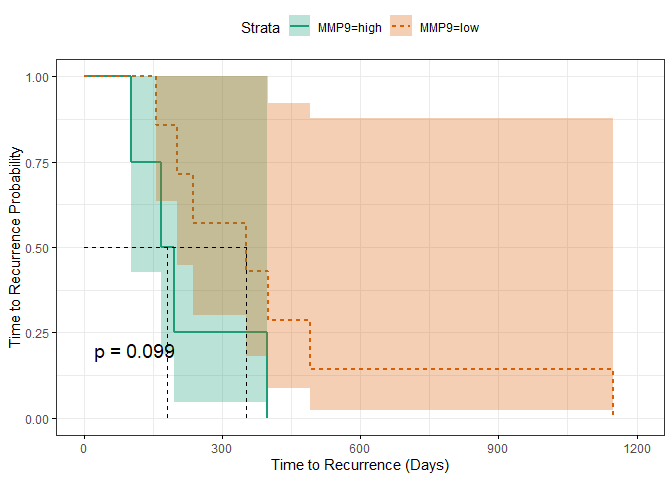 Strata MMP9=high MMP9=low
Time to Recurrence Probability
1.00
0.75
0.50
0.25
0.00
p = 0.099
0 300 600 900 1200
Time to Recurrence (Days)